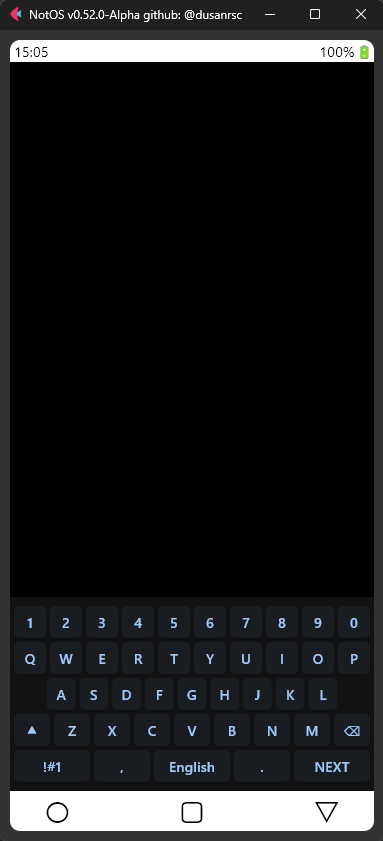 NotOS v0.52.0-Alpha github: @dusanrsc
15:05 100%
1 2 3 4 5 6 7 8 9 0
Q W E R T Y U I O P
A S D F G H J K L
Z X C V B N M
!#1 , English . NEXT